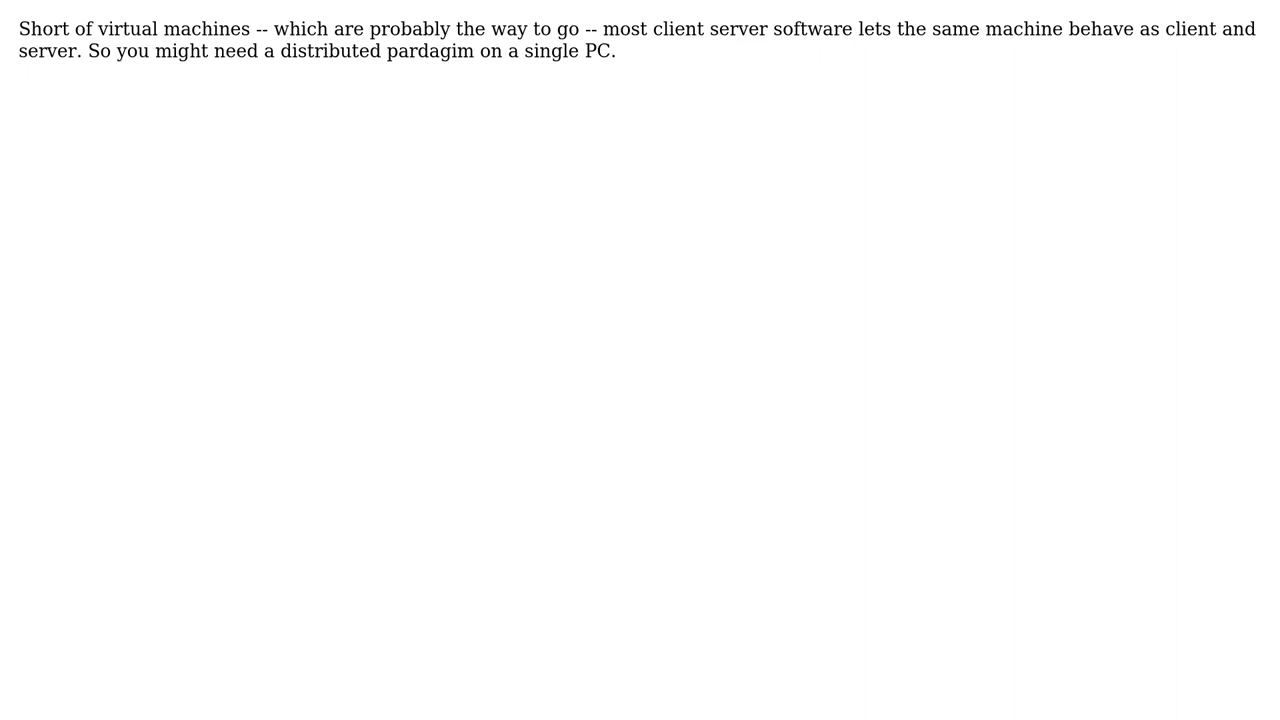 Short of virtual machines -- which are probably the way to go -- most client server software lets the same machine behave as client and
server. So you might need a distributed pardagim on a single PC.